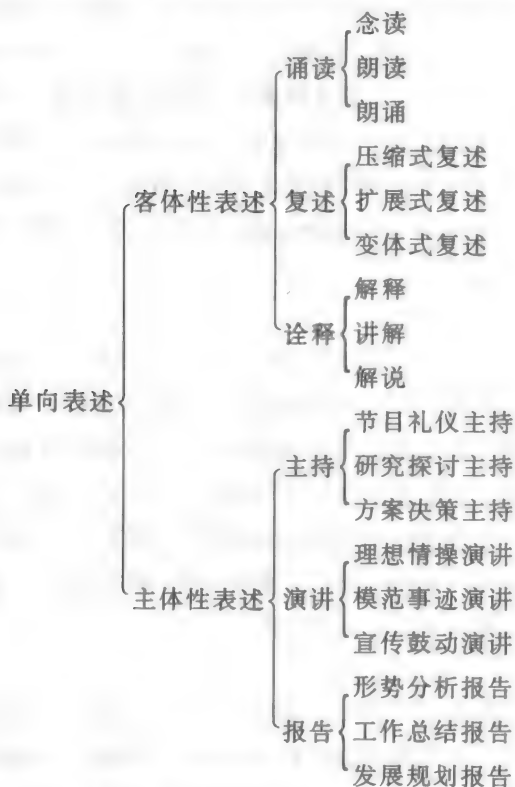 单向表述
客体性表述
诵读
念读
朗读
朗诵
复述
压缩式复述
扩展式复述
变体式复述
诠释
解释
讲解
解说
主体性表述
主持
节目礼仪主持
研究探讨主持
方案决策主持
演讲
理想情操演讲
模范事迹演讲
宣传鼓动演讲
报告
形势分析报告
工作总结报告
发展规划报告